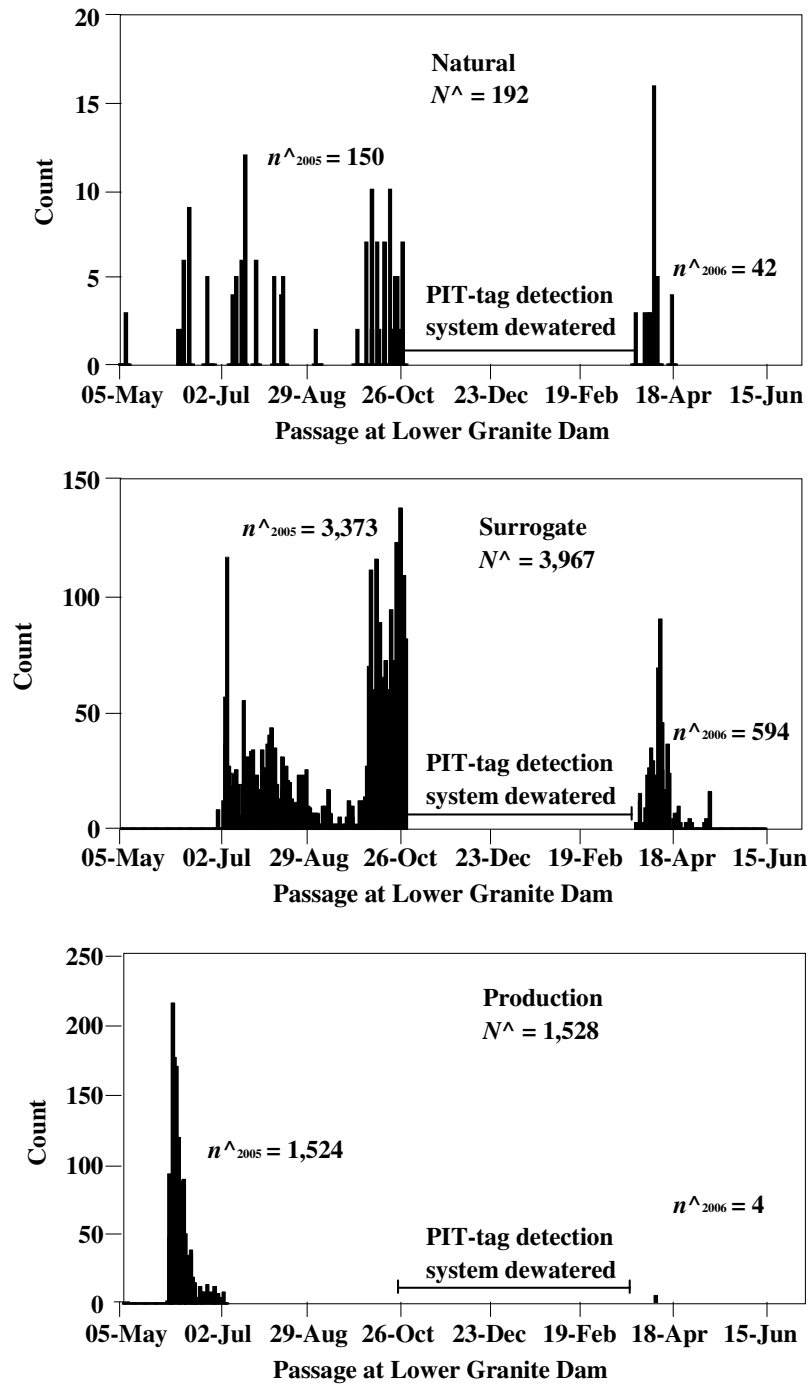 20
15
10
5
0
Count
Natural
N^ = 192
n^2005 = 150
n^2006 = 42
PIT-tag detection
system dewatered
05-May 02-Jul 29-Aug 26-Oct 23-Dec 19-Feb 18-Apr 15-Jun
Passage at Lower Granite Dam
150
100
50
0
Count
n^2005 = 3,373
Surrogate
N^ = 3,967
n^2006 = 594
PIT-tag detection
system dewatered
05-May 02-Jul 29-Aug 26-Oct 23-Dec 19-Feb 18-Apr 15-Jun
Passage at Lower Granite Dam
250
200
150
100
50
0
Count
Production
N^ = 1,528
n^2005 = 1,524
n^2006 = 4
PIT-tag detection
system dewatered
05-May 02-Jul 29-Aug 26-Oct 23-Dec 19-Feb 18-Apr 15-Jun
Passage at Lower Granite Dam